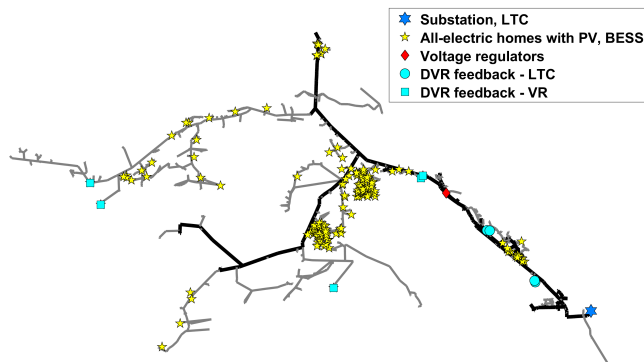 Substation, LTC
All-electric homes with PV, BESS
Voltage regulators
DVR feedback - LTC
DVR feedback - VR